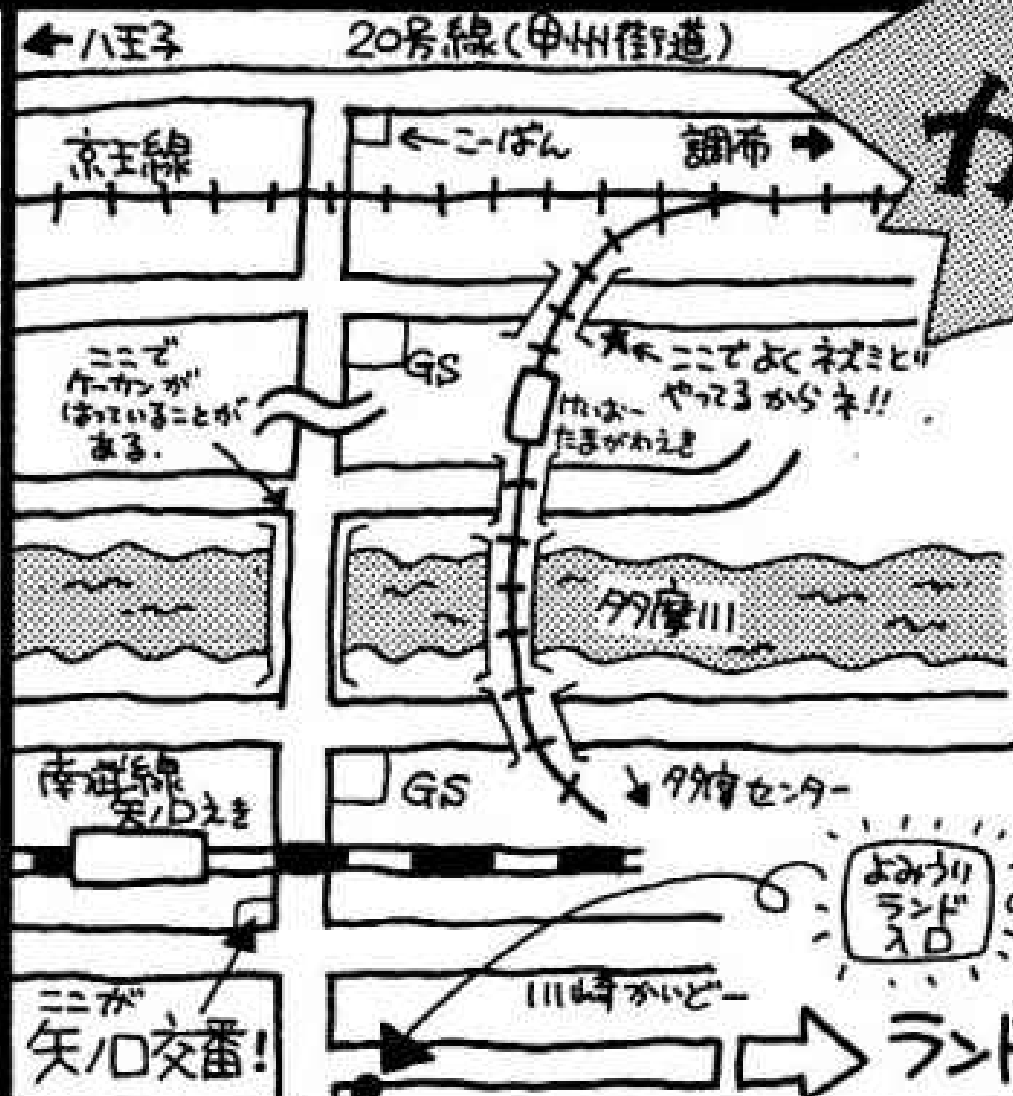 ←八王子
20号線(甲州街道)
京王線
←こーばん
調布→
GS
ここで
ケーカンが
はっていることが
ある.
←ここでよくネズミとり
やってるからネ!!
けいおー
たまがわえき
多摩川
南武線
矢ノ口えき
GS
多摩センター
よみうり
ランド
入口
ここが
矢ノ口交番!
川崎かいどー
ランド